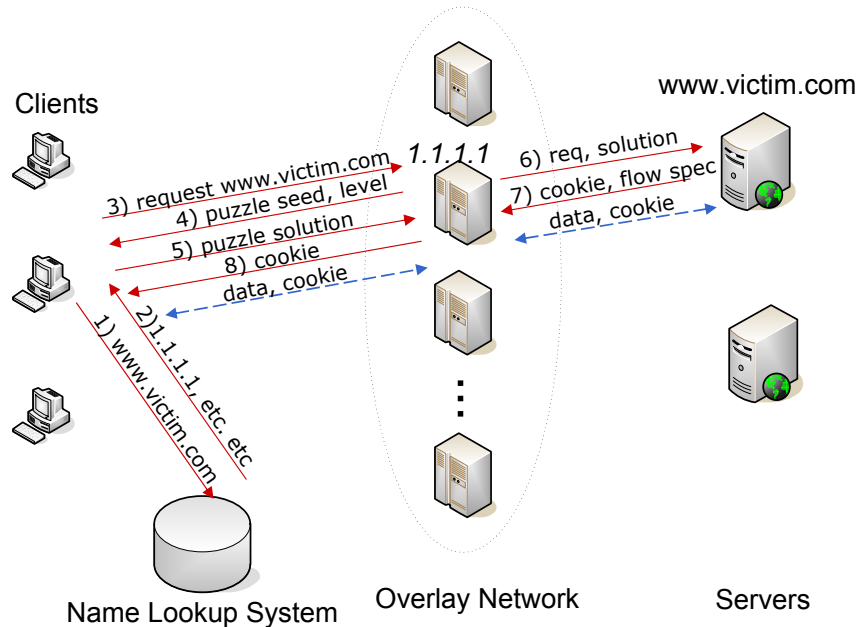 www.victim.com
Clients
1.1.1.1
6) req, solution
3) request www.victim.com
7) cookie, flow spec
4) puzzle seed, level
data, cookie
5) puzzle solution
8) cookie
data, cookie
1) www.victim.com
2)1.1.1.1, etc. etc
Name Lookup System
Overlay Network
Servers